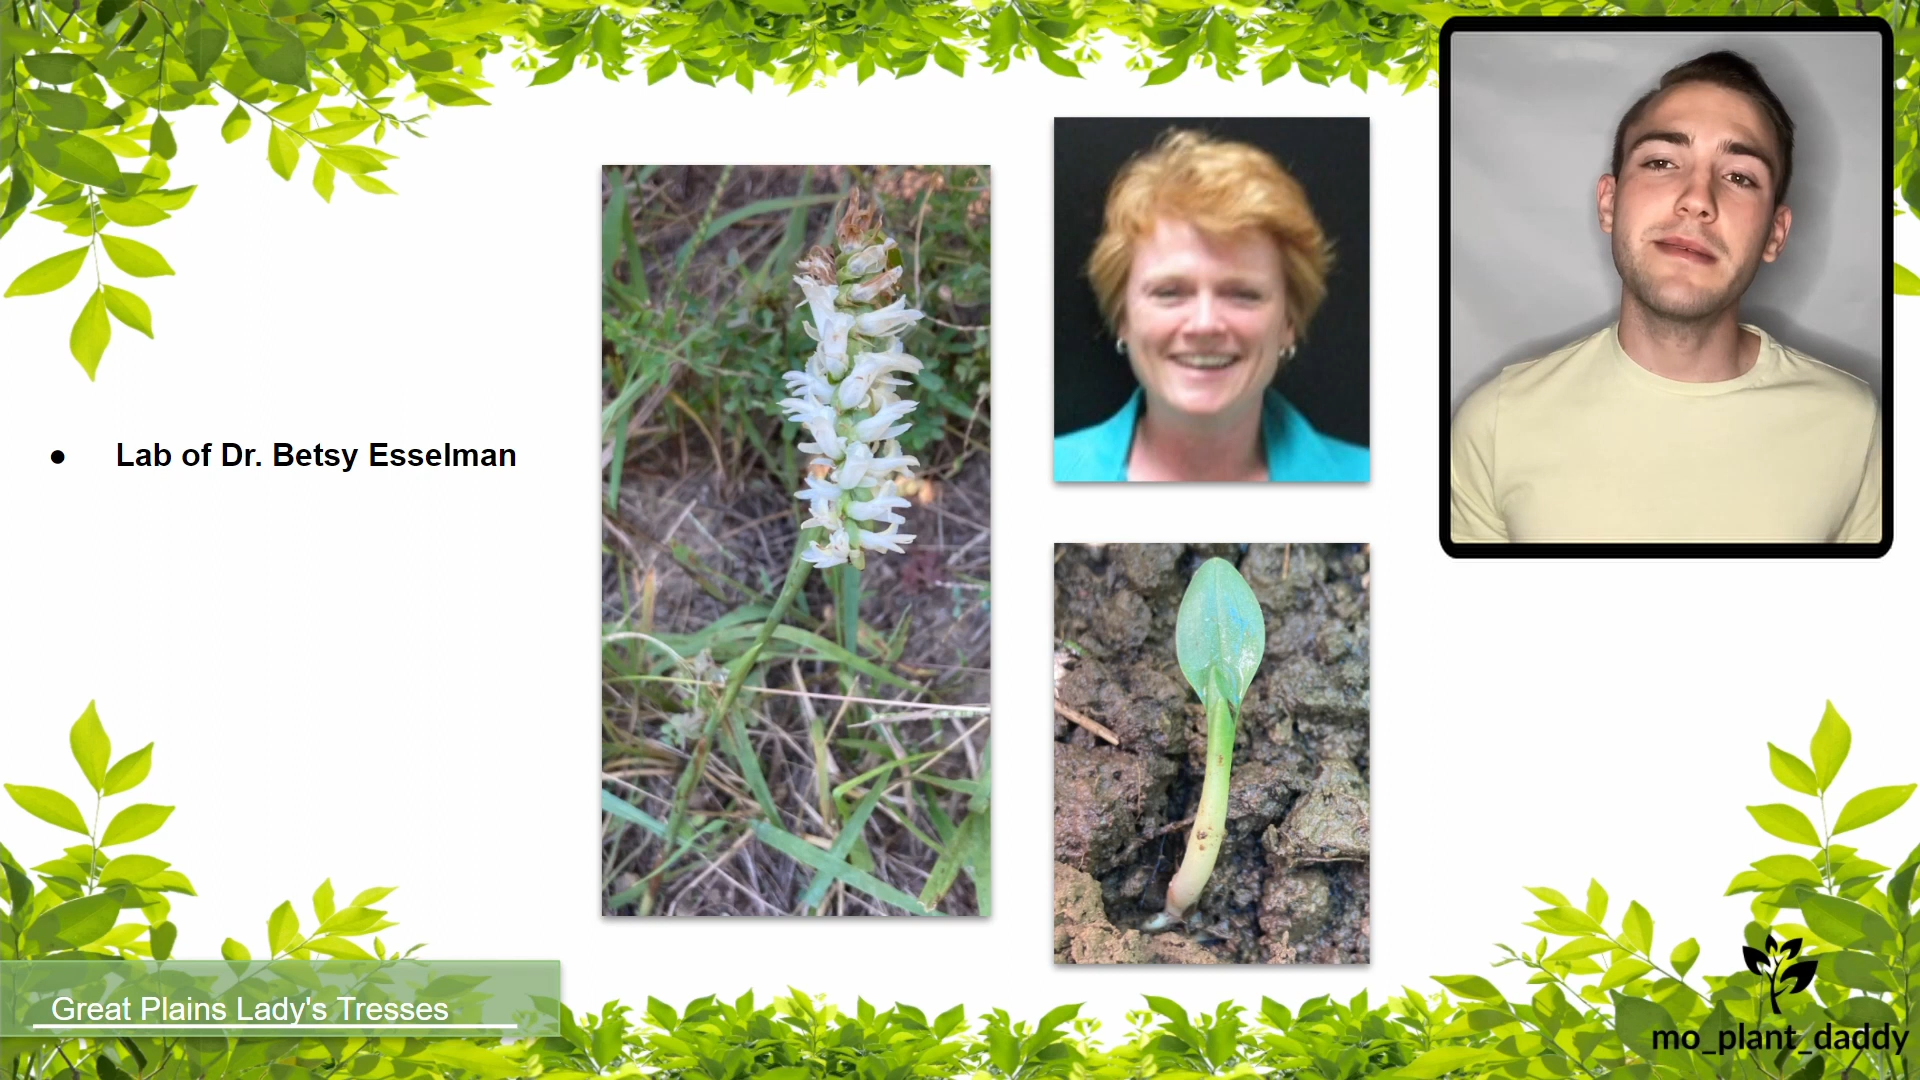 ● Lab of Dr. Betsy Esselman
Great Plains Lady's Tresses
mo_plant_daddy